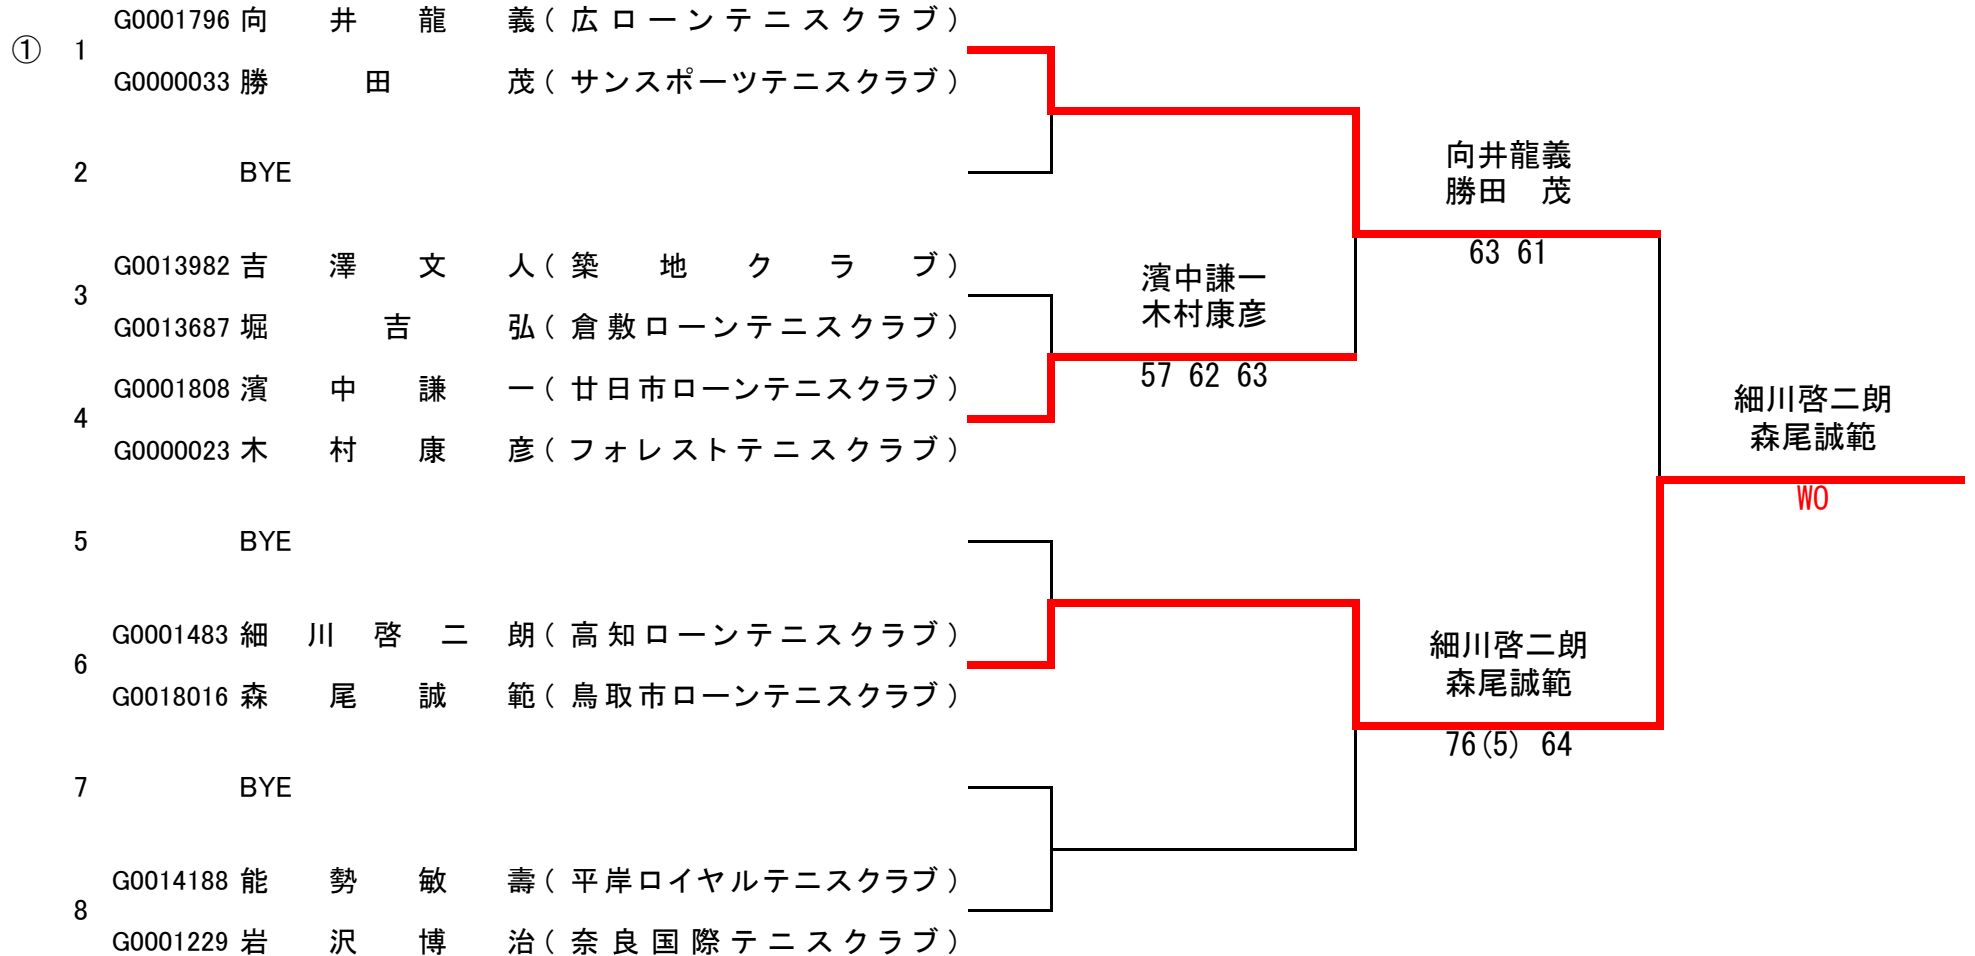 G0001796 向井龍義(広ローンテニスクラブ)
① 1
G0000033 勝田茂(サンスポーツテニスクラブ)
2 BYE
G0013982 吉澤文人(築地クラブ)
3
G0013687 堀吉弘(倉敷ローンテニスクラブ)
G0001808 濱中謙一(廿日市ローンテニスクラブ)
4
G0000023 木村康彦(フォレストテニスクラブ)
5 BYE
G0001483 細川啓二朗(高知ローンテニスクラブ)
6
G0018016 森尾誠範(鳥取市ローンテニスクラブ)
7 BYE
G0014188 能勢敏壽(平岸ロイヤルテニスクラブ)
8
G0001229 岩沢博治(奈良国際テニスクラブ)
濱中謙一
木村康彦
57 62 63
向井龍義
勝田　茂
63 61
細川啓二朗
森尾誠範
76(5) 64
細川啓二朗
森尾誠範
WO